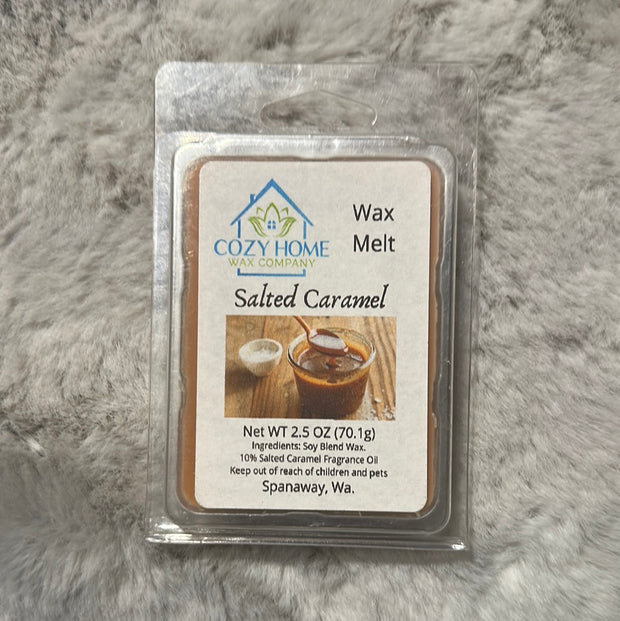 COZY HOME
WAX COMPANY
Wax
Melt
Salted Caramel
Net WT 2.5 OZ (70.1g)
Ingredients: Soy Blend Wax.
10% Salted Caramel Fragrance Oil
Keep out of reach of children and pets
Spanaway, Wa.